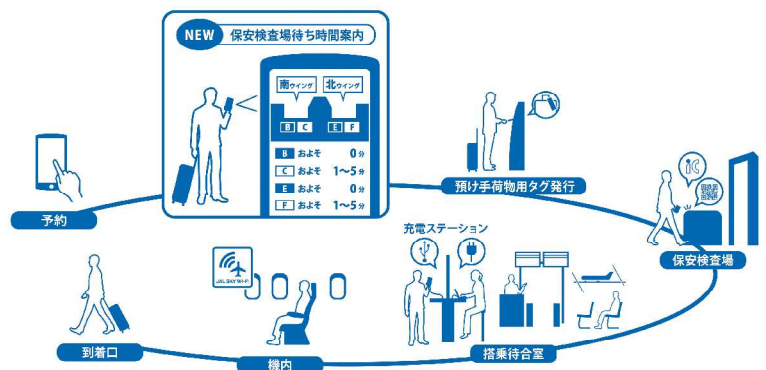 NEW 保安検査場待ち時間案内
南ウイング 北ウイング
B C E F
B およそ 0分
C およそ 1〜5分
E およそ 0分
F およそ 1〜5分
予約
預け手荷物用タグ発行
iC
保安検査場
充電ステーション
搭乗待合室
JAL SKY Wi-Fi
機内
到着口